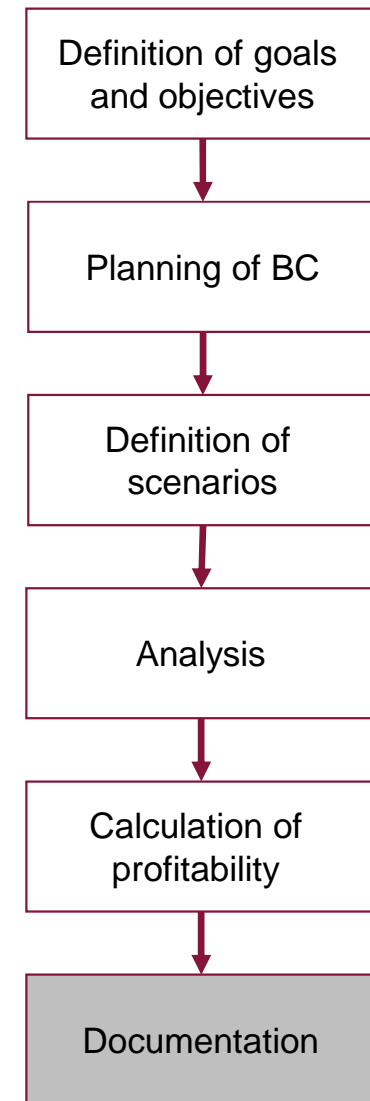 Definition of goals
and objectives
Planning of BC
Definition of
scenarios
Analysis
Calculation of
profitability
Documentation